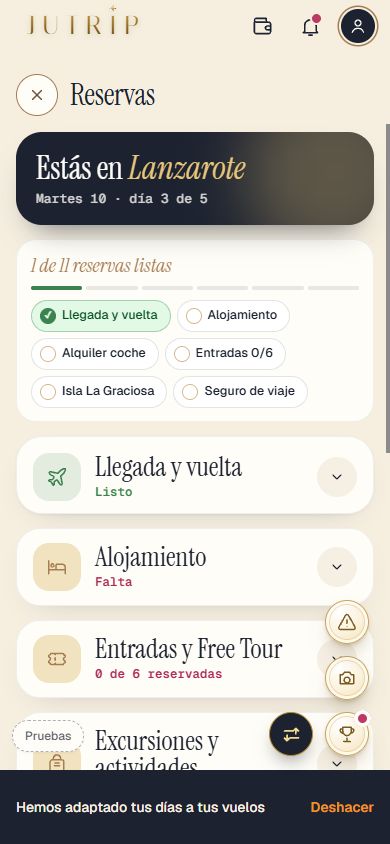 JUTRIP
Reservas
Estás en Lanzarote
Martes 10 · día 3 de 5
1 de 11 reservas listas
Llegada y vuelta
Alojamiento
Alquiler coche
Entradas 0/6
Isla La Graciosa
Seguro de viaje
Llegada y vuelta
Listo
Alojamiento
Falta
Entradas y Free Tour
0 de 6 reservadas
Excursiones y
actividades
Pruebas
Hemos adaptado tus días a tus vuelos
Deshacer